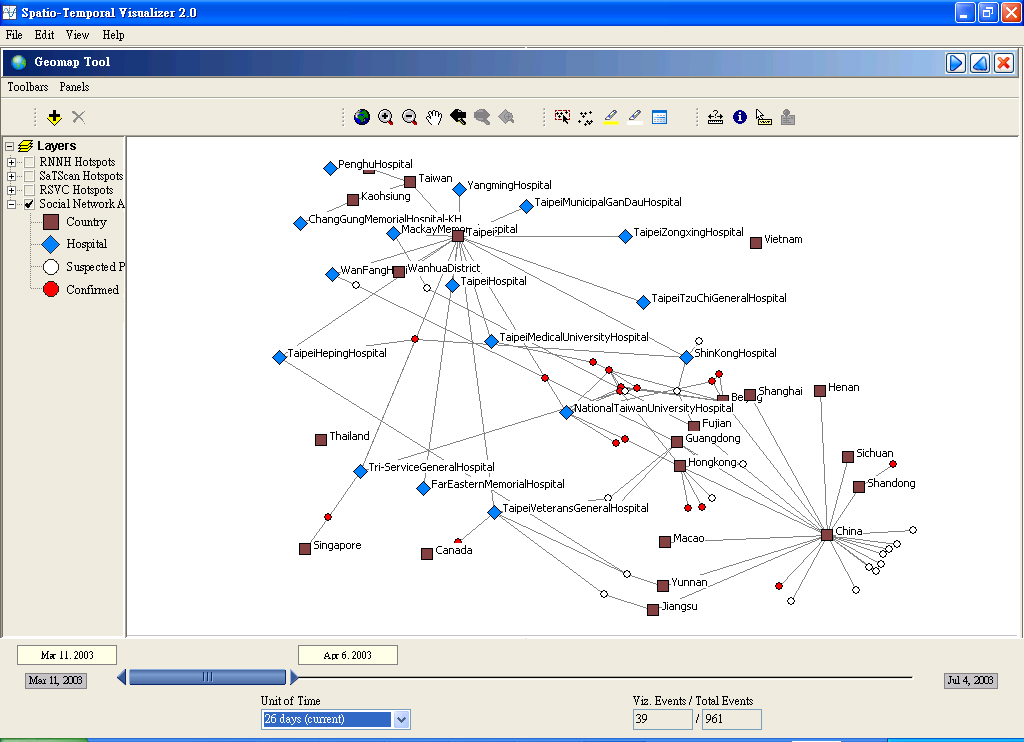 Spatio-Temporal Visualizer 2.0
File Edit View Help
Geomap Tool
Toolbars Panels
Layers
RNNH Hotspots
SaTScan Hotspots
RSVC Hotspots
Social Network A
Country
Hospital
Suspected P
Confirmed
PenghuHospital
Taiwan
Kaohsiung
YangmingHospital
TaipeiMunicipalGanDauHospital
ChangGungMemorialHospital-KH
Taipei
TaipeiZongxingHospital
Vietnam
WanhuaDistrict
TaipeiHospital
TaipeiTzuChiGeneralHospital
TaipeiMedicalUniversityHospital
TaipeiHepingHospital
ShinKongHospital
Shanghai
Henan
NationalTaiwanUniversityHospital
Fujian
Thailand
Guangdong
Sichuan
Hongkong
Tri-ServiceGeneralHospital
Shandong
FarEasternMemorialHospital
TaipeiVeteransGeneralHospital
China
Macao
Singapore
Canada
Yunnan
Jiangsu
Mar 11, 2003 Apr 6, 2003
Mar 11, 2003 Jul 4, 2003
Unit of Time Viz. Events / Total Events
26 days (current) 39 / 961